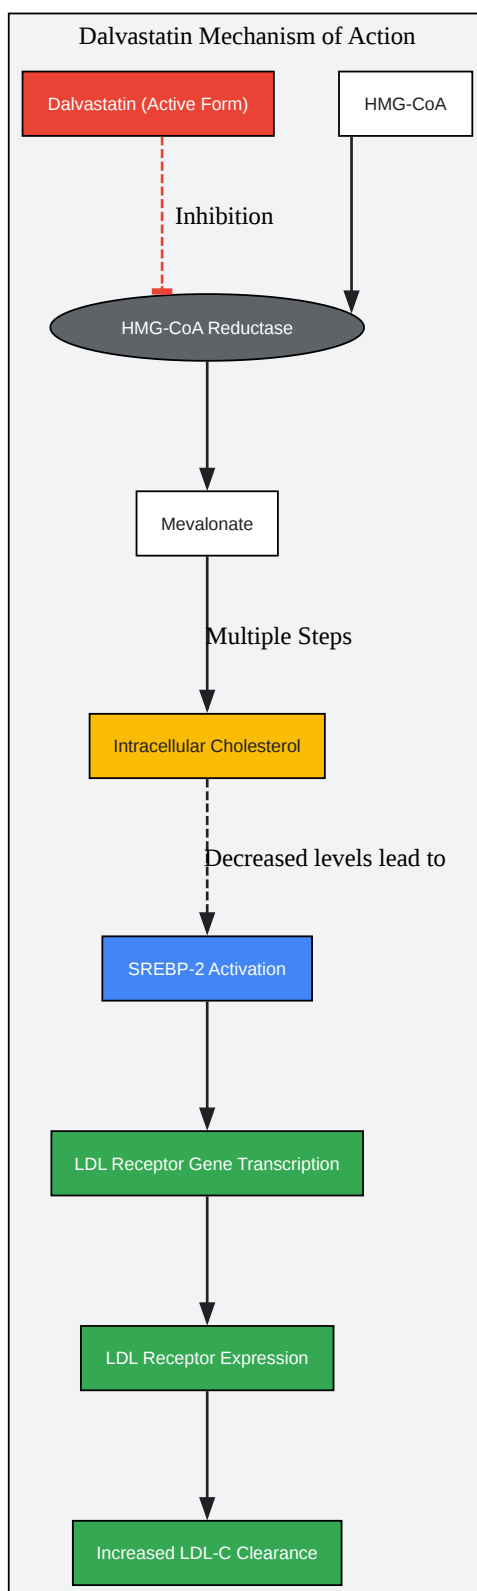 Dalvastatin Mechanism of Action
Dalvastatin (Active Form)
HMG-CoA
Inhibition
HMG-CoA Reductase
Mevalonate
Multiple Steps
Intracellular Cholesterol
Decreased levels lead to
SREBP-2 Activation
LDL Receptor Gene Transcription
LDL Receptor Expression
Increased LDL-C Clearance